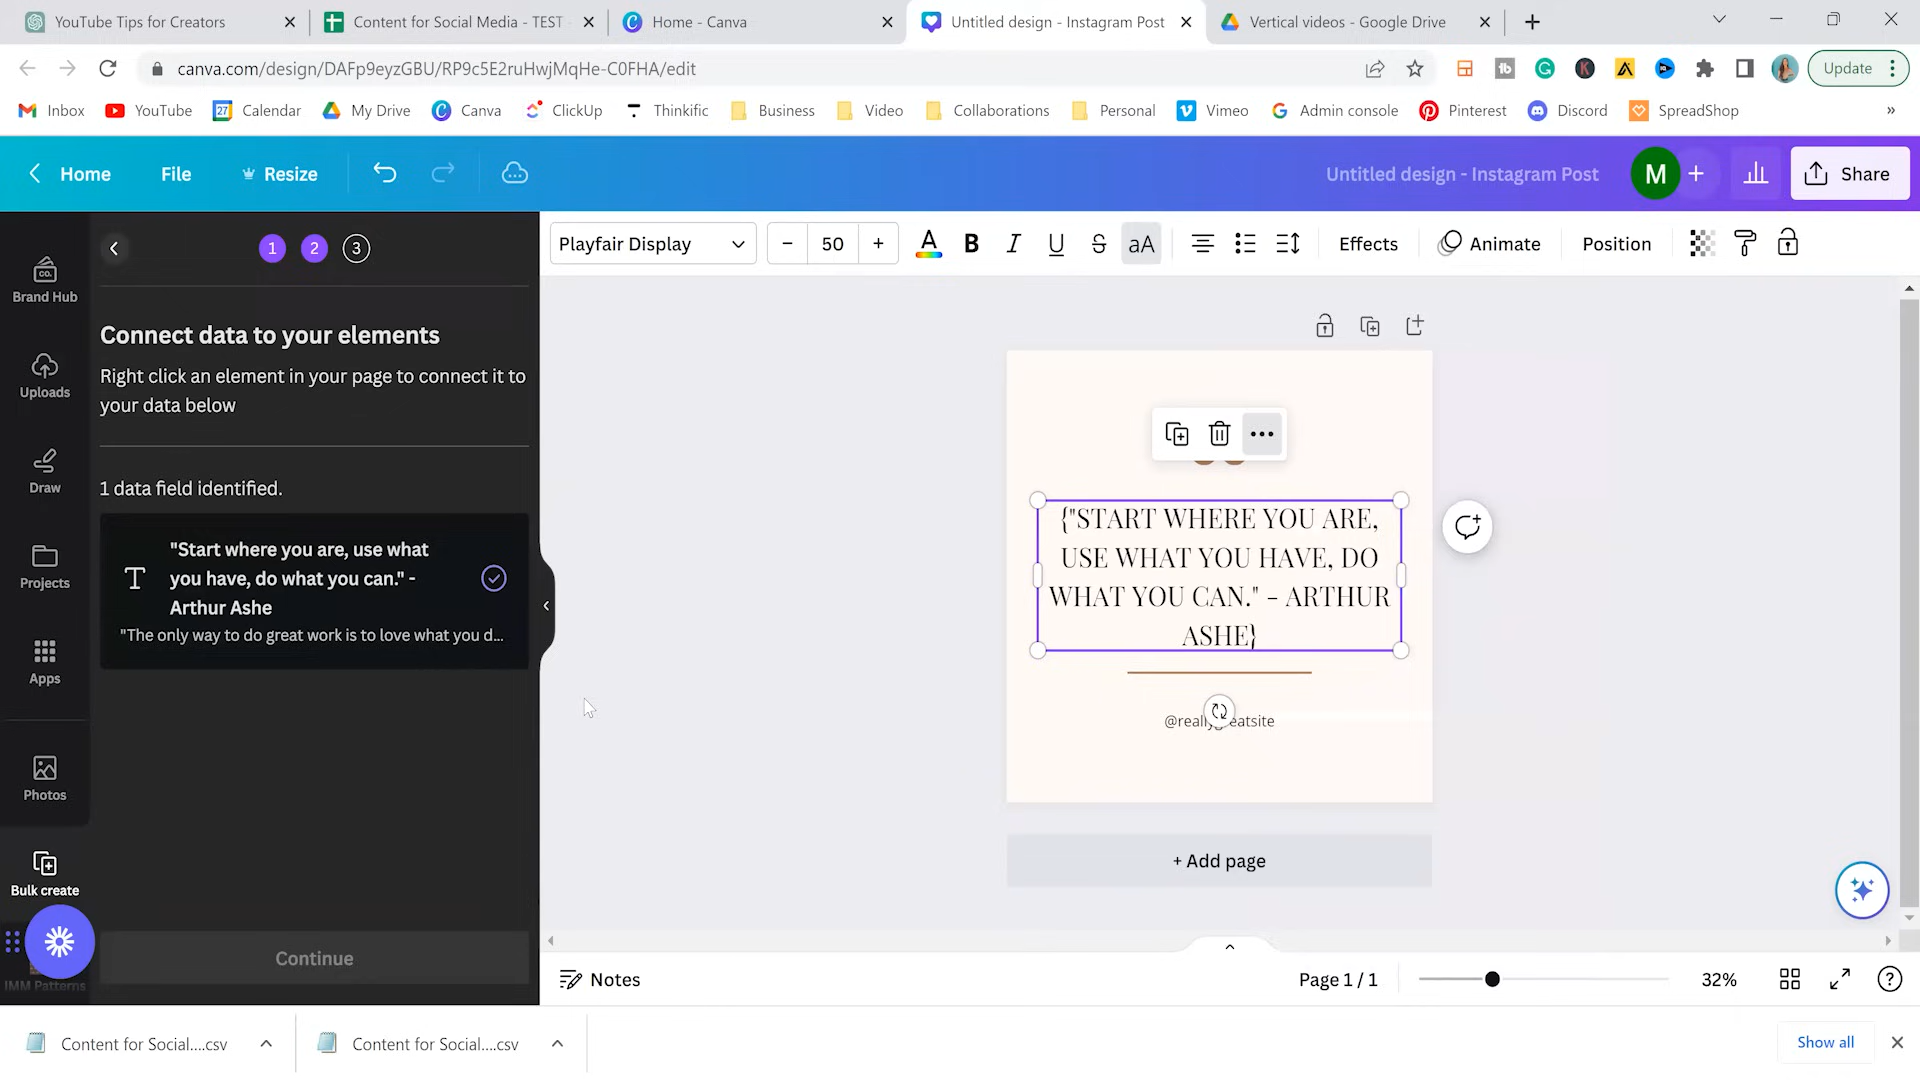 YouTube Tips for Creators
Content for Social Media - TEST
Home - Canva
Untitled design - Instagram Post
Vertical videos - Google Drive
canva.com/design/DAFp9eyzGBU/RP9c5E2ruHwjMqHe-C0FHA/edit
Update
Inbox
YouTube
Calendar
My Drive
Canva
ClickUp
Thinkific
Business
Video
Collaborations
Personal
Vimeo
Admin console
Pinterest
Discord
SpreadShop
»
Home
File
Resize
Untitled design - Instagram Post
M
Share
1
2
3
Playfair Display
50
aA
Effects
Animate
Position
Brand Hub
Uploads
Draw
Projects
Apps
Photos
Bulk create
IMM Patterns
Connect data to your elements
Right click an element in your page to connect it to
your data below
1 data field identified.
"Start where you are, use what
you have, do what you can." -
Arthur Ashe
"The only way to do great work is to love what you d...
Continue
{"START WHERE YOU ARE,
USE WHAT YOU HAVE, DO
WHAT YOU CAN." - ARTHUR
ASHE}
+ Add page
Notes
Page 1 / 1
32%
Content for Social....csv
Content for Social....csv
Show all